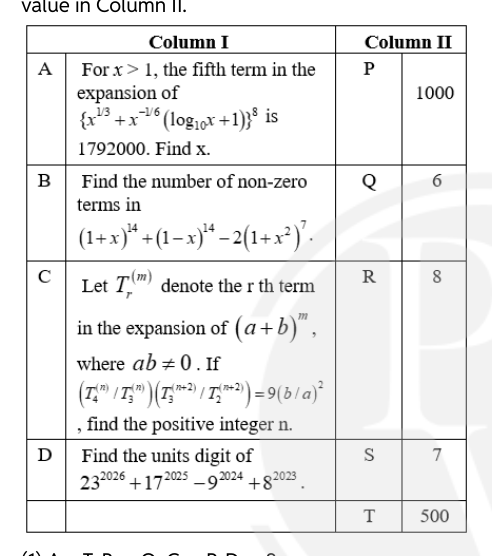 value in Column II.
Column I Column II
A For x > 1, the fifth term in the P 1000
expansion of
{x^{1/3} + x^{-1/6} (log₁₀x + 1)}^8 is
1792000. Find x.
B Find the number of non-zero Q 6
terms in
(1+x)^{14} + (1−x)^{14} − 2(1+x²)^7 .
C Let T_r^{(m)} denote the r th term R 8
in the expansion of (a+b)^m ,
where ab ≠ 0 . If
(T_4^{(n)} / T_3^{(n)})(T_3^{(n+2)} / T_2^{(n+2)}) = 9(b/a)²
, find the positive integer n.
D Find the units digit of S 7
23^{2026} + 17^{2025} − 9^{2024} + 8^{2023} .
T 500